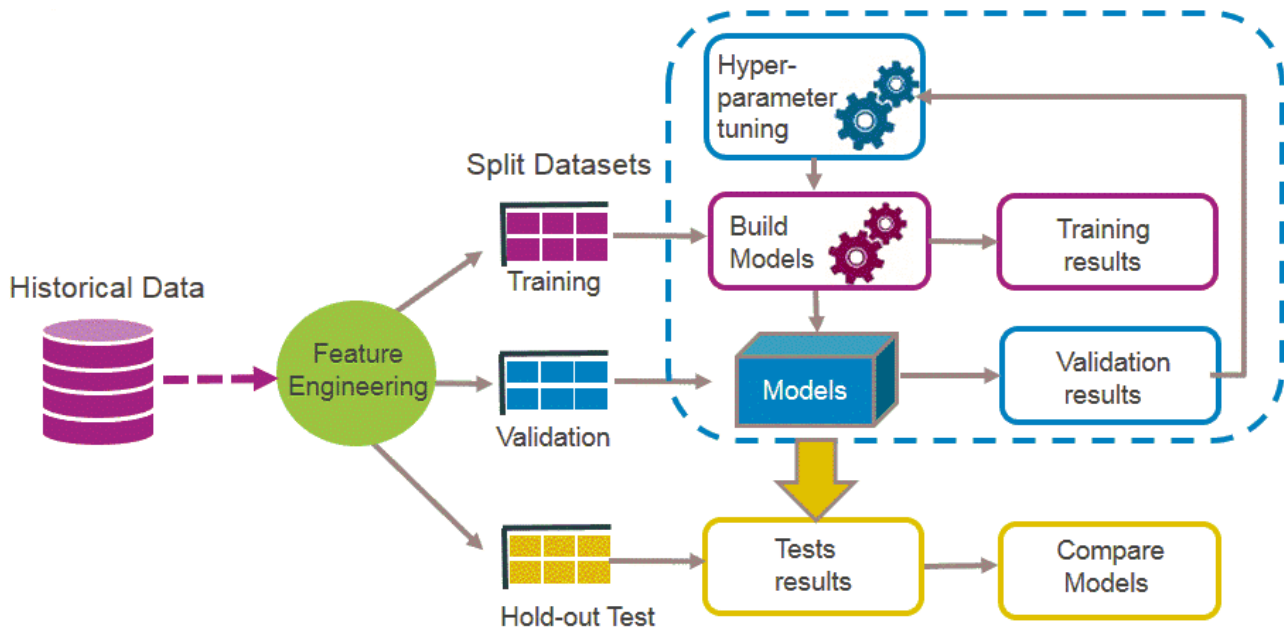 Hyper-
parameter
tuning
Split Datasets
Build
Models
Training
results
Training
Historical Data
Feature
Engineering
Models
Validation
results
Validation
Tests
results
Compare
Models
Hold-out Test